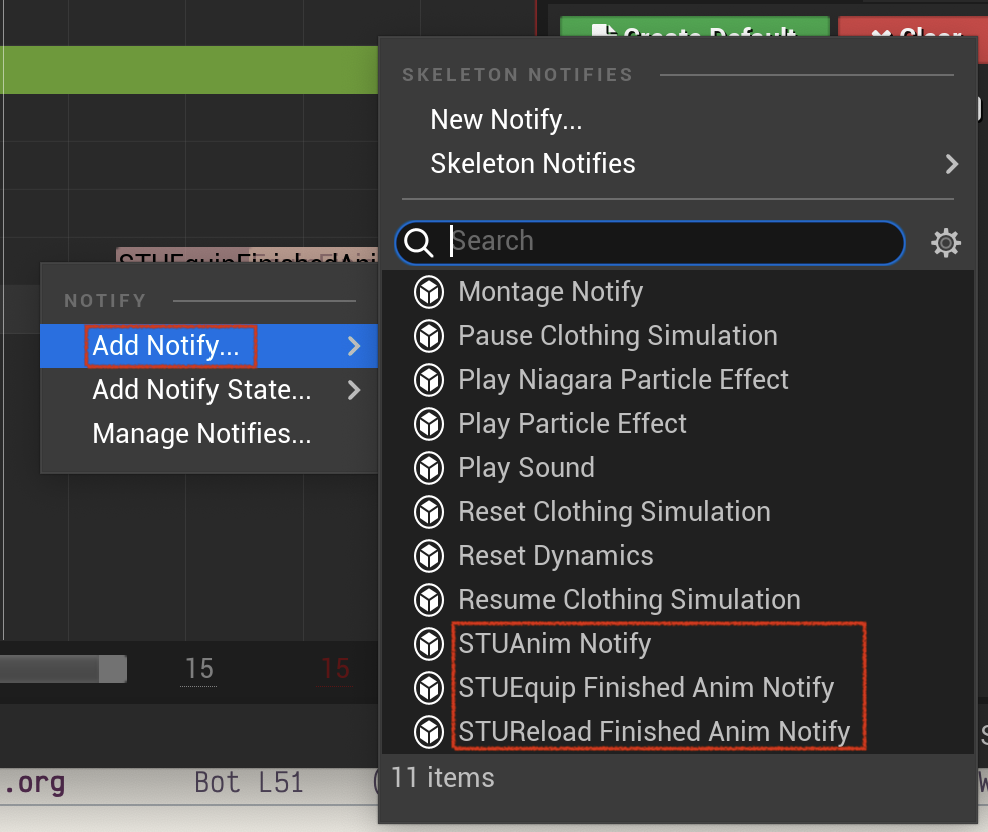 Create Default
Clear
SKELETON NOTIFIES
New Notify...
Skeleton Notifies
Search
STUEquipFinishedAni
NOTIFY
Add Notify...
Add Notify State...
Manage Notifies...
Montage Notify
Pause Clothing Simulation
Play Niagara Particle Effect
Play Particle Effect
Play Sound
Reset Clothing Simulation
Reset Dynamics
Resume Clothing Simulation
STUAnim Notify
STUEquip Finished Anim Notify
STUReload Finished Anim Notify
15 15
11 items
.org Bot L51 (